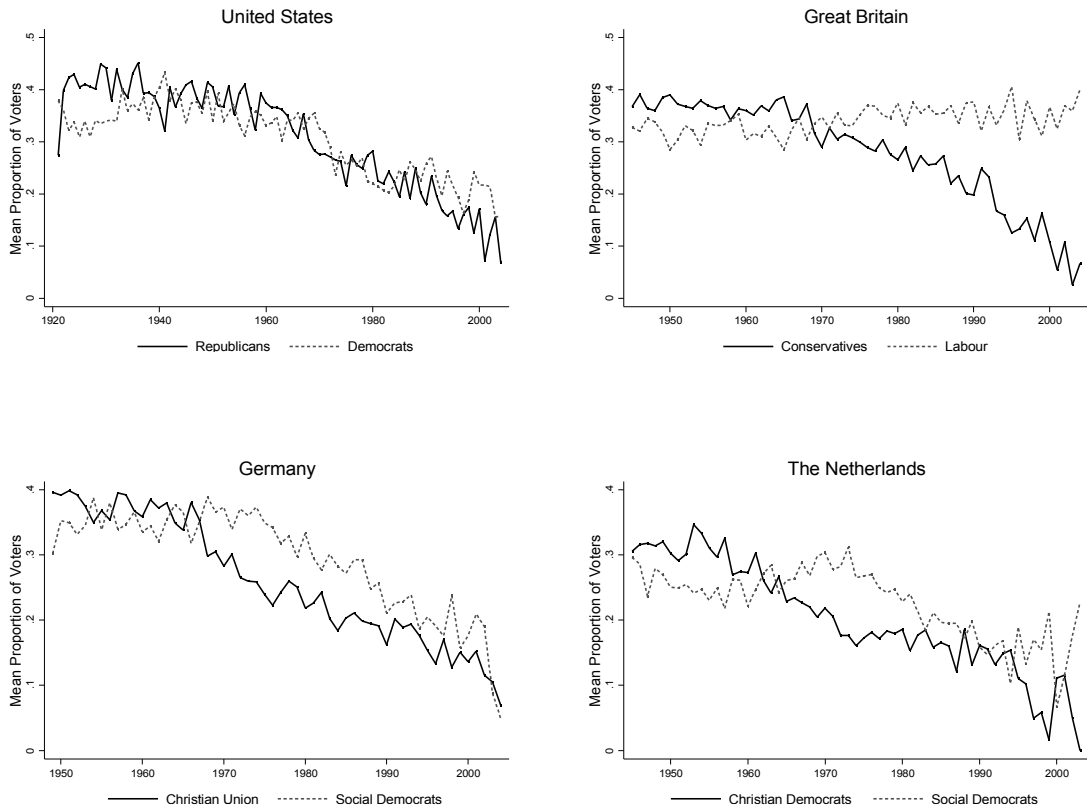 United States
Mean Proportion of Voters
0 .1 .2 .3 .4 .5
1920 1940 1960 1980 2000
Republicans Democrats
Great Britain
Mean Proportion of Voters
0 .1 .2 .3 .4 .5
1950 1960 1970 1980 1990 2000
Conservatives Labour
Germany
Mean Proportion of Voters
0 .1 .2 .3 .4
1950 1960 1970 1980 1990 2000
Christian Union Social Democrats
The Netherlands
Mean Proportion of Voters
0 .1 .2 .3 .4
1950 1960 1970 1980 1990 2000
Christian Democrats Social Democrats